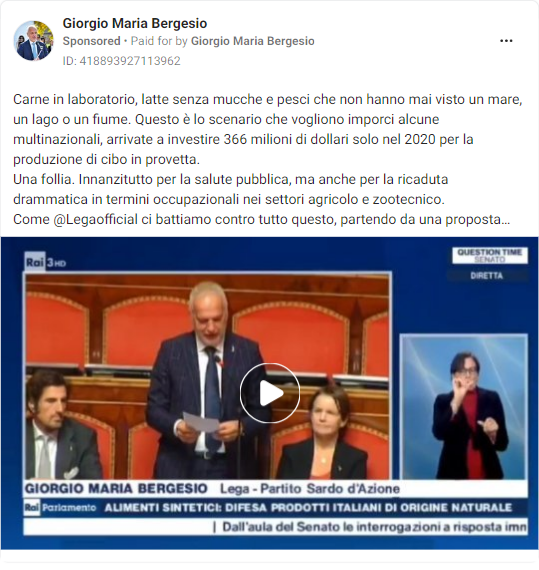 Giorgio Maria Bergesio
Sponsored • Paid for by Giorgio Maria Bergesio
ID: 418893927113962
Carne in laboratorio, latte senza mucche e pesci che non hanno mai visto un mare,
un lago o un fiume. Questo è lo scenario che vogliono imporci alcune
multinazionali, arrivate a investire 366 milioni di dollari solo nel 2020 per la
produzione di cibo in provetta.
Una follia. Innanzitutto per la salute pubblica, ma anche per la ricaduta
drammatica in termini occupazionali nei settori agricolo e zootecnico.
Come @Legaofficial ci battiamo contro tutto questo, partendo da una proposta...
Rai 3HD
QUESTION TIME
SENATO
DIRETTA
GIORGIO MARIA BERGESIO Lega - Partito Sardo d'Azione
Rai Parlamento ALIMENTI SINTETICI: DIFESA PRODOTTI ITALIANI DI ORIGINE NATURALE
| Dall'aula del Senato le interrogazioni a risposta imm